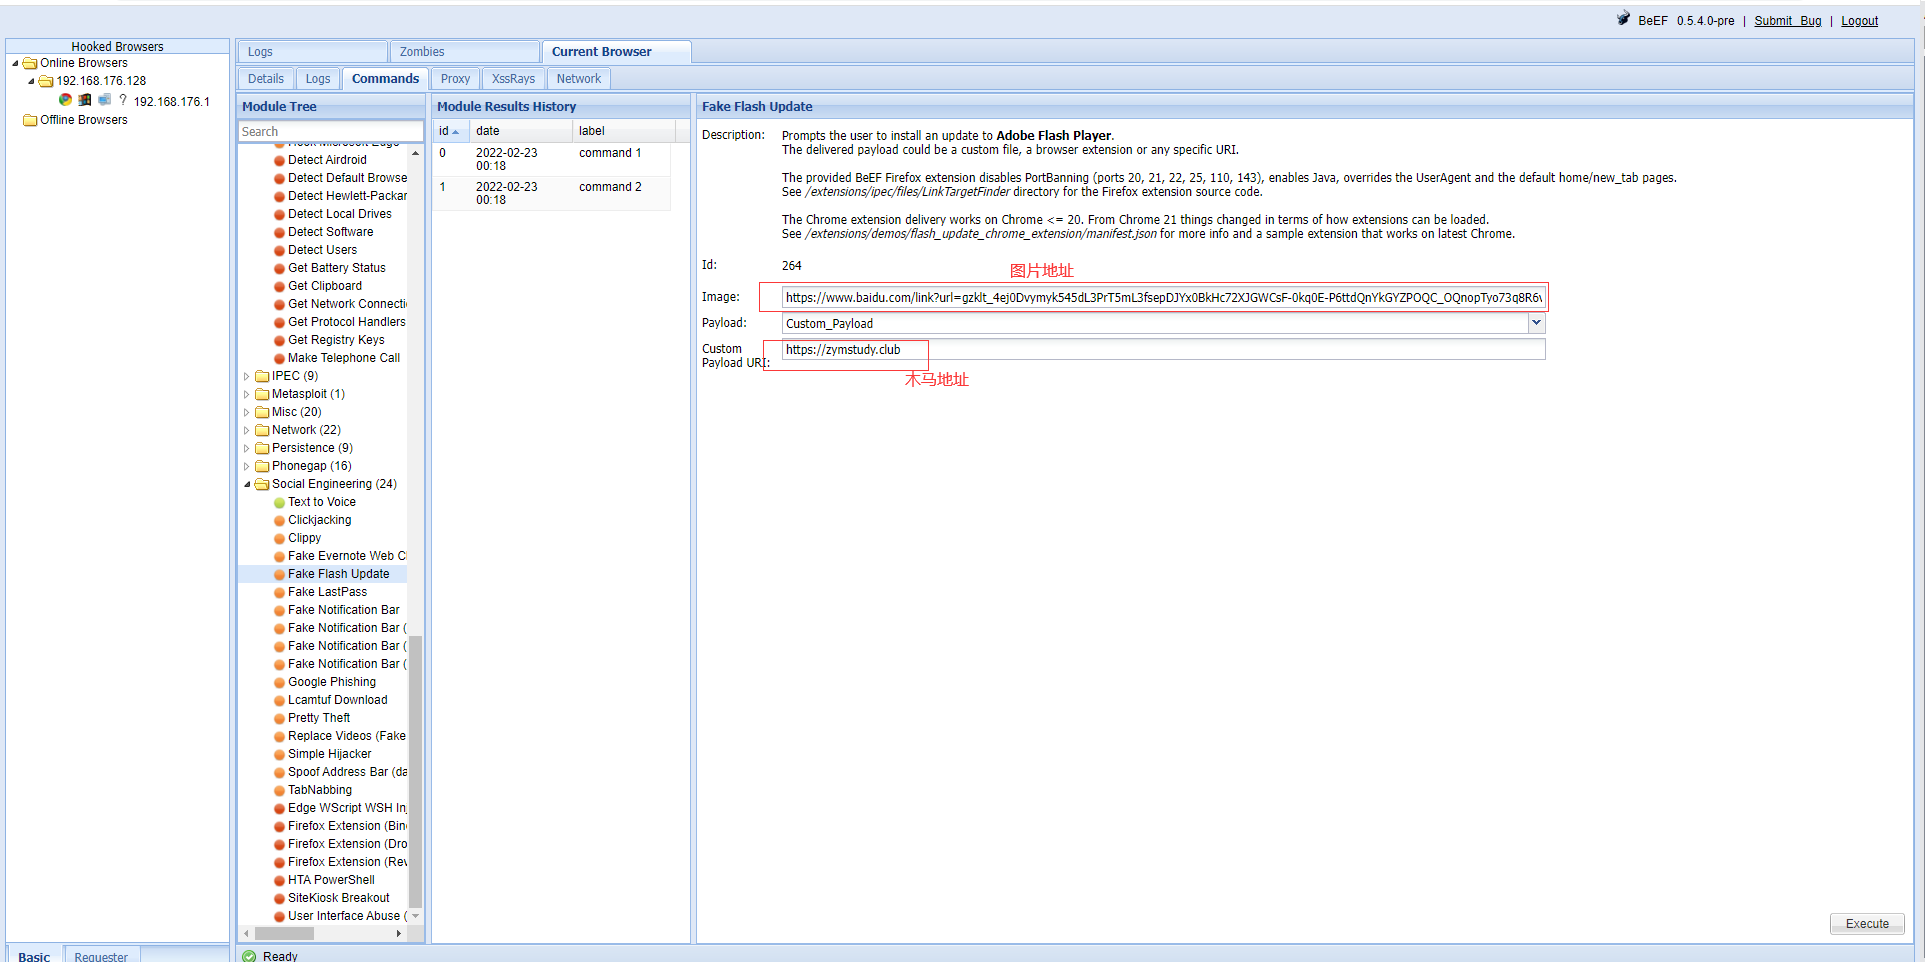 BeEF 0.5.4.0-pre | Submit Bug | Logout
Hooked Browsers
Online Browsers
192.168.176.128
? 192.168.176.1
Offline Browsers
Basic
Requester
Logs
Zombies
Current Browser
Details
Logs
Commands
Proxy
XssRays
Network
Module Tree
Search
Hook Microsoft Edge
Detect Airdroid
Detect Default Browse
Detect Hewlett-Packar
Detect Local Drives
Detect Software
Detect Users
Get Battery Status
Get Clipboard
Get Network Connecti
Get Protocol Handlers
Get Registry Keys
Make Telephone Call
IPEC (9)
Metasploit (1)
Misc (20)
Network (22)
Persistence (9)
Phonegap (16)
Social Engineering (24)
Text to Voice
Clickjacking
Clippy
Fake Evernote Web Cl
Fake Flash Update
Fake LastPass
Fake Notification Bar
Fake Notification Bar (
Fake Notification Bar (
Fake Notification Bar (
Google Phishing
Lcamtuf Download
Pretty Theft
Replace Videos (Fake
Simple Hijacker
Spoof Address Bar (da
TabNabbing
Edge WScript WSH Inj
Firefox Extension (Bin
Firefox Extension (Dro
Firefox Extension (Rev
HTA PowerShell
SiteKiosk Breakout
User Interface Abuse (
Module Results History
id date label
0 2022-02-23 command 1
00:18
1 2022-02-23 command 2
00:18
Fake Flash Update
Description: Prompts the user to install an update to Adobe Flash Player.
The delivered payload could be a custom file, a browser extension or any specific URI.
The provided BeEF Firefox extension disables PortBanning (ports 20, 21, 22, 25, 110, 143), enables Java, overrides the UserAgent and the default home/new_tab pages.
See /extensions/ipec/files/LinkTargetFinder directory for the Firefox extension source code.
The Chrome extension delivery works on Chrome <= 20. From Chrome 21 things changed in terms of how extensions can be loaded.
See /extensions/demos/flash_update_chrome_extension/manifest.json for more info and a sample extension that works on latest Chrome.
Id: 264
图片地址
Image: https://www.baidu.com/link?url=gzklt_4ej0Dvymyk545dL3PrT5mL3fsepDJYx0BkHc72XJGWCsF-0kq0E-P6ttdQnYkGYZPOQC_OQnopTyo73q8R6v
Payload: Custom_Payload
Custom Payload URI: https://zymstudy.club
木马地址
Execute
Ready